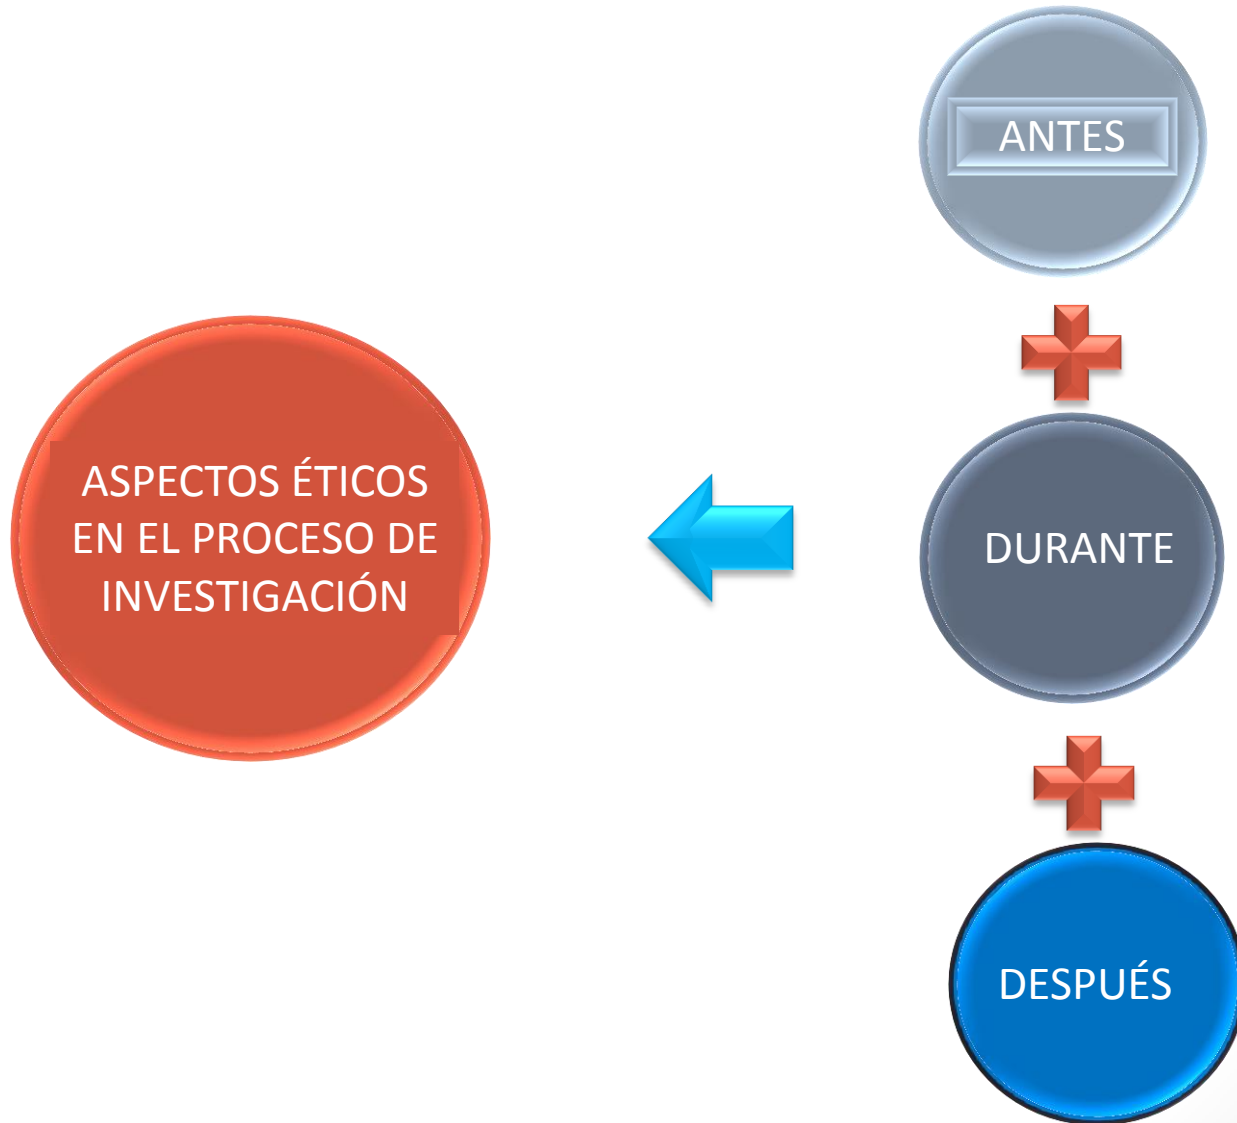 ANTES
ASPECTOS ÉTICOS
EN EL PROCESO DE
INVESTIGACIÓN
DURANTE
DESPUÉS